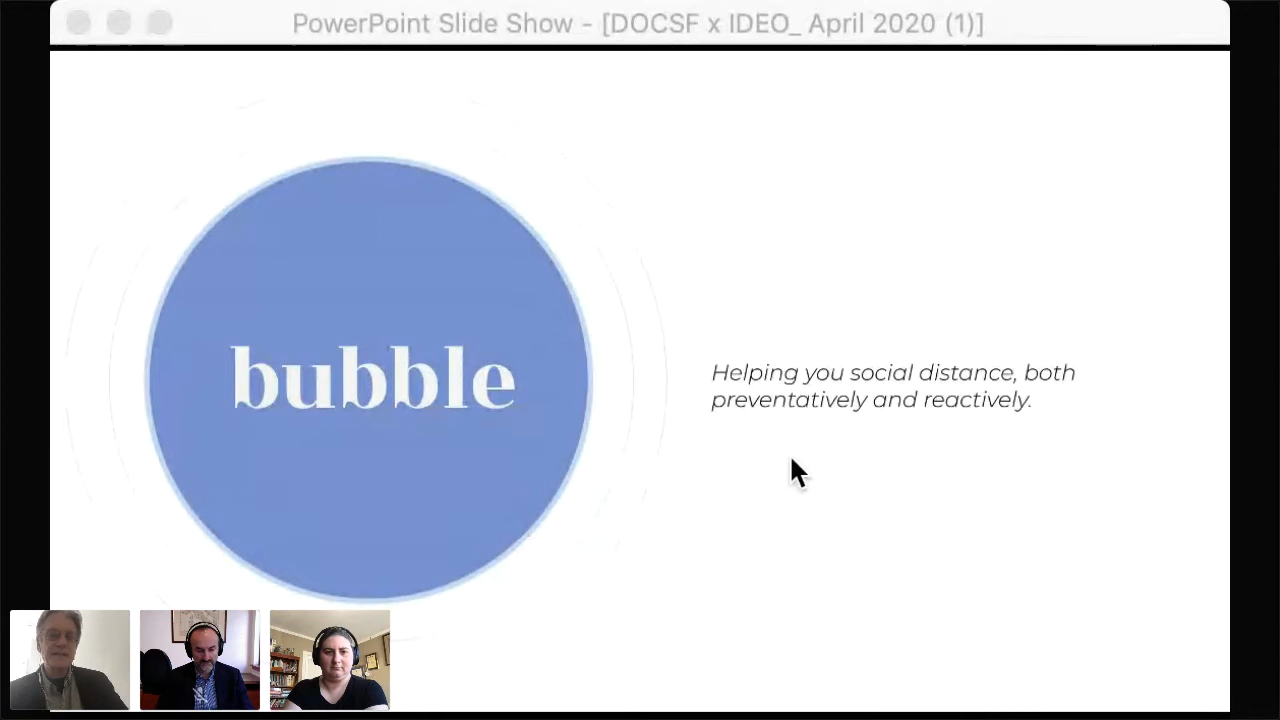 PowerPoint Slide Show - [DOCSF x IDEO_ April 2020 (1)]
bubble
Helping you social distance, both
preventatively and reactively.